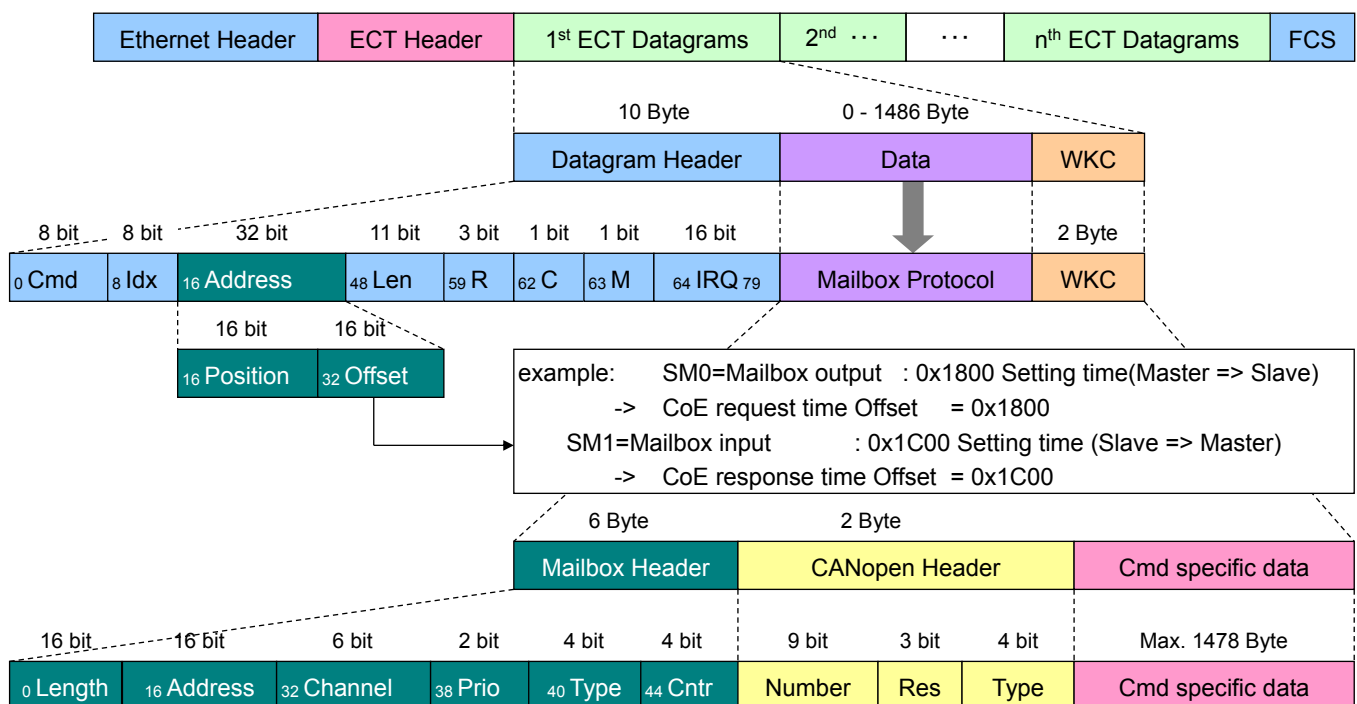 Ethernet Header ECT Header 1st ECT Datagrams 2nd ··· ··· nth ECT Datagrams FCS
10 Byte 0 - 1486 Byte
Datagram Header Data WKC
8 bit 8 bit 32 bit 11 bit 3 bit 1 bit 1 bit 16 bit 2 Byte
0 Cmd 8 Idx 16 Address 48 Len 59 R 62 C 63 M 64 IRQ 79 Mailbox Protocol WKC
16 bit 16 bit
16 Position 32 Offset
example: SM0=Mailbox output : 0x1800 Setting time(Master => Slave)
-> CoE request time Offset = 0x1800
SM1=Mailbox input : 0x1C00 Setting time (Slave => Master)
-> CoE response time Offset = 0x1C00
6 Byte 2 Byte
Mailbox Header CANopen Header Cmd specific data
16 bit 16 bit 6 bit 2 bit 4 bit 4 bit 9 bit 3 bit 4 bit Max. 1478 Byte
0 Length 16 Address 32 Channel 38 Prio 40 Type 44 Cntr Number Res Type Cmd specific data